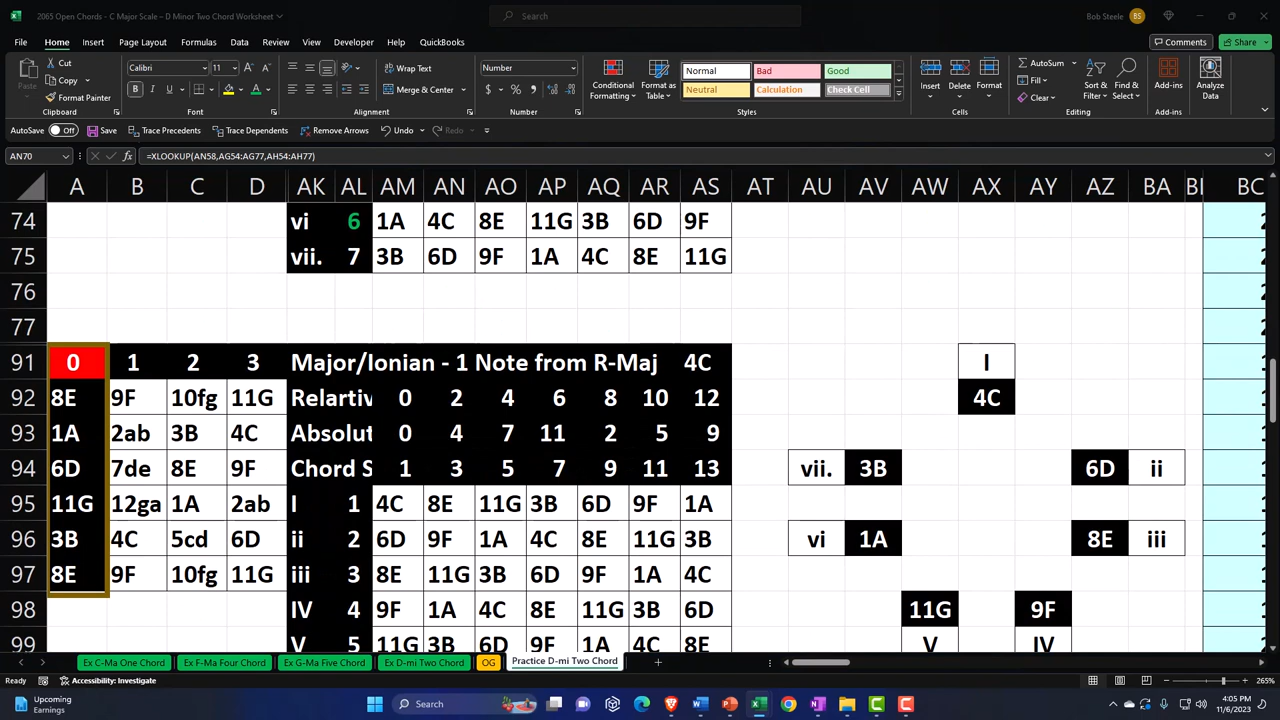 2065 Open Chords - C Major Scale – D Minor Two Chord Worksheet
Search
Bob Steele BS
File Home Insert Page Layout Formulas Data Review View Developer Automate Help QuickBooks
Comments Share
Cut
Copy
Paste
Format Painter
Clipboard
Calibri 11
B I U
Font
Wrap Text
Merge & Center
Alignment
Number
$ % 9
Number
Conditional Formatting
Format as Table
Normal Bad Good
Neutral Calculation Check Cell
Styles
Insert Delete Format
Cells
AutoSum
Fill
Clear
Sort & Filter
Find & Select
Editing
Add-ins
Add-ins
Analyze Data
AutoSave Off Save Trace Precedents Trace Dependents Remove Arrows Undo Redo
AN70 fx =XLOOKUP(AN58,AG54:AG77,AH54:AH77)
A B C D AK AL AM AN AO AP AQ AR AS AT AU AV AW AX AY AZ BA BC
74 vi 6 1A 4C 8E 11G 3B 6D 9F
75 vii. 7 3B 6D 9F 1A 4C 8E 11G
76
77
91 0 1 2 3 Major/Ionian - 1 Note from R-Maj 4C I
92 8E 9F 10fg 11G Relartiv 0 2 4 6 8 10 12 4C
93 1A 2ab 3B 4C Absolut 0 4 7 11 2 5 9
94 6D 7de 8E 9F Chord S 1 3 5 7 9 11 13 vii. 3B 6D ii
95 11G 12ga 1A 2ab I 1 4C 8E 11G 3B 6D 9F 1A
96 3B 4C 5cd 6D ii 2 6D 9F 1A 4C 8E 11G 3B vi 1A 8E iii
97 8E 9F 10fg 11G iii 3 8E 11G 3B 6D 9F 1A 4C
98 IV 4 9F 1A 4C 8E 11G 3B 6D 11G 9F
99 V 5 11G 3B 6D 9F 1A 4C 8E V IV
Ex C-Ma One Chord Ex F-Ma Four Chord Ex G-Ma Five Chord Ex D-mi Two Chord OG Practice D-mi Two Chord
Ready Accessibility: Investigate 265%
Upcoming
Earnings
Search
4:05 PM
11/6/2023